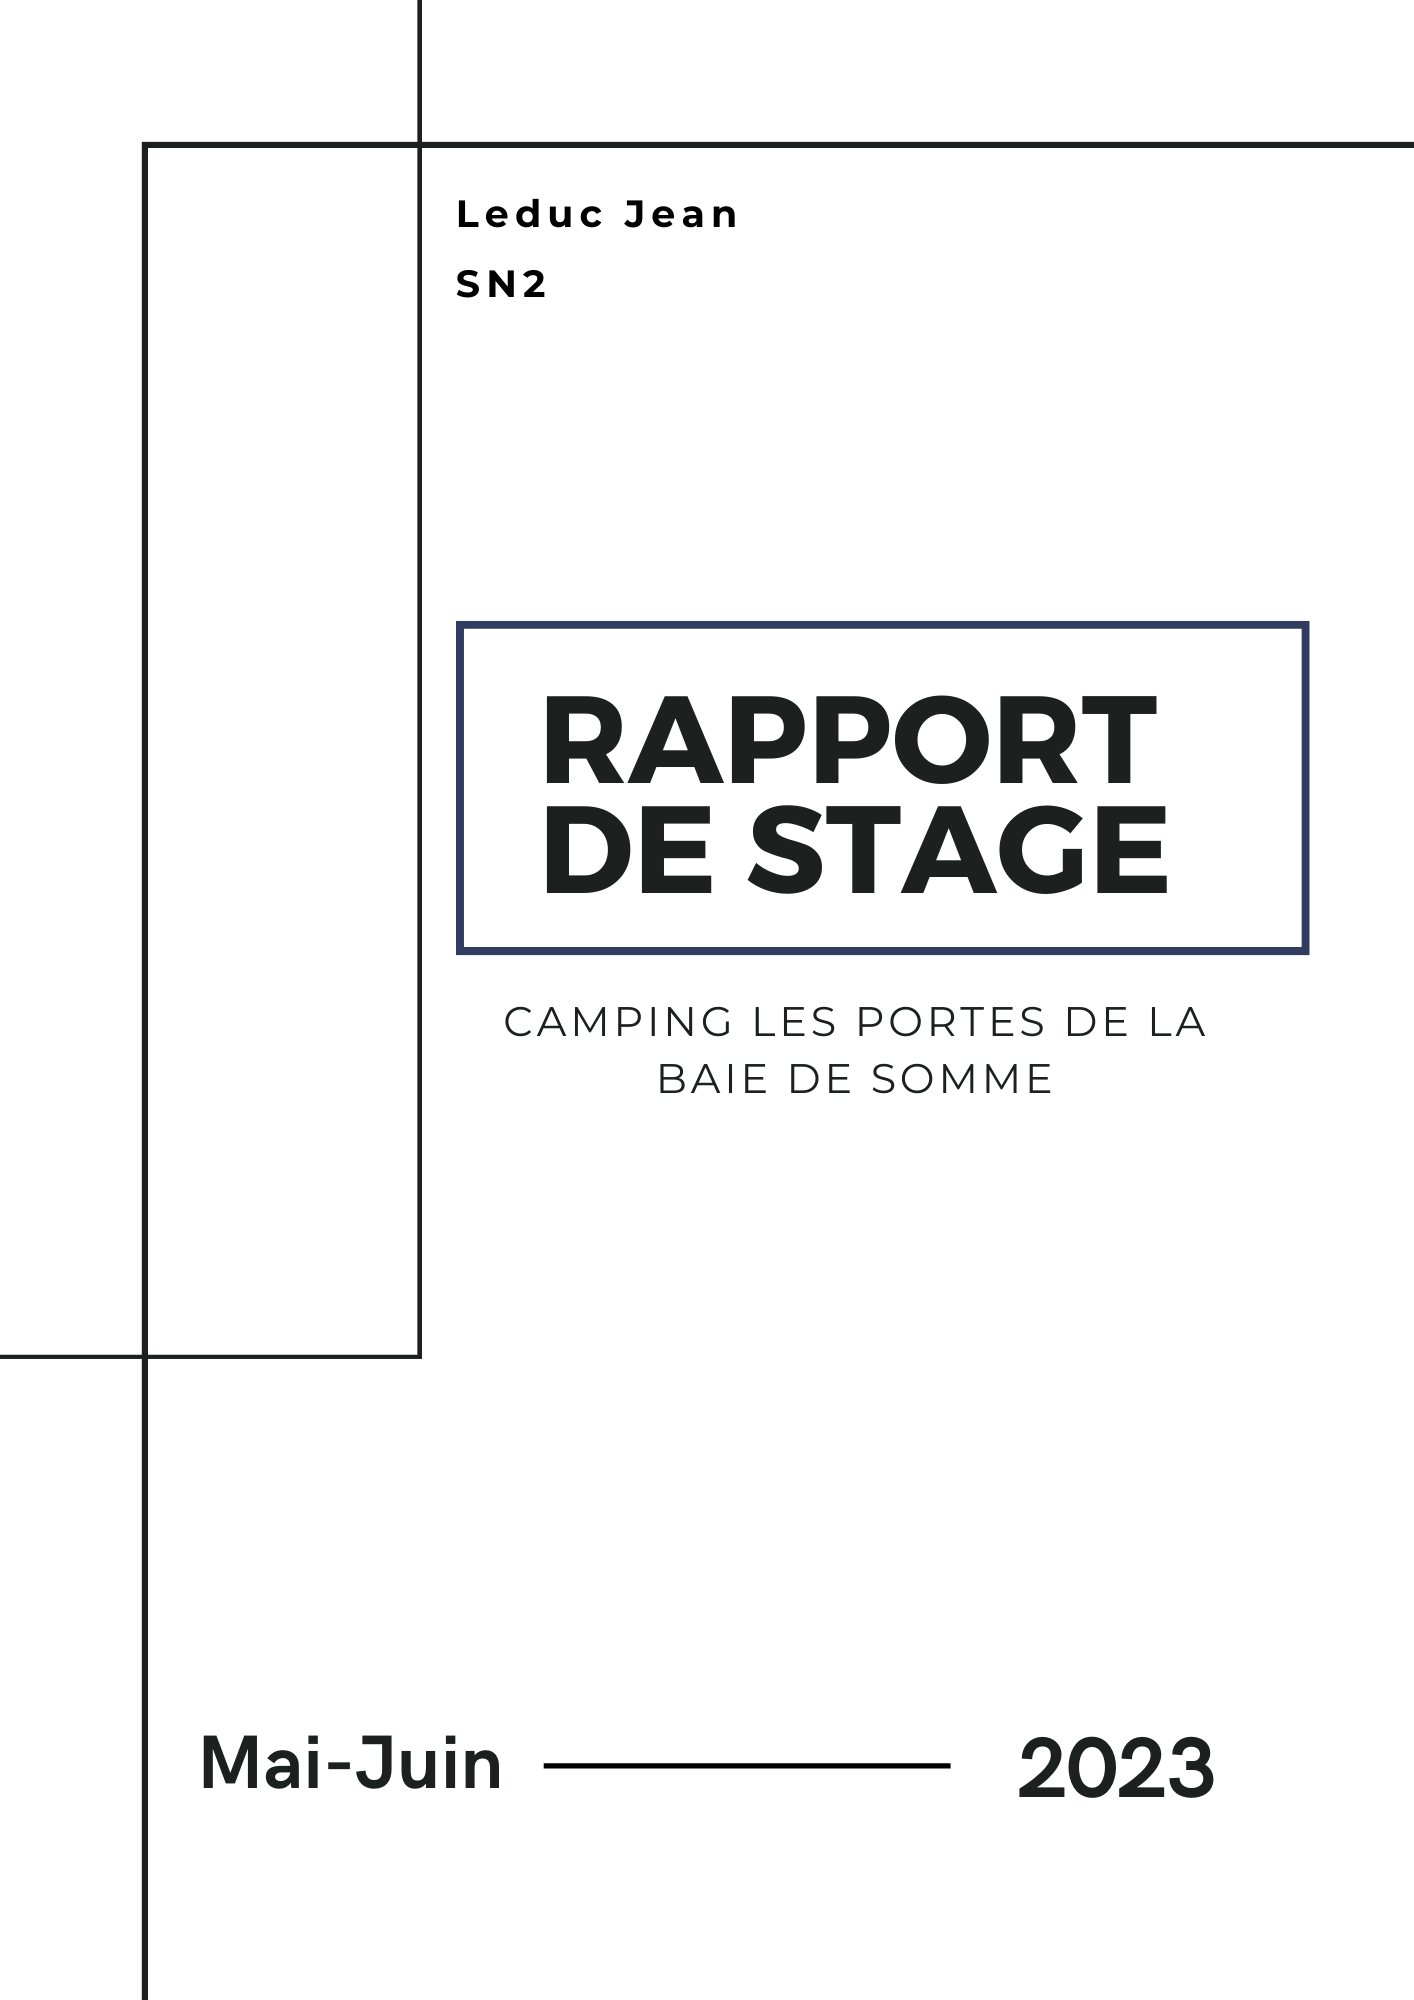 Leduc Jean
SN2
RAPPORT
DE STAGE
CAMPING LES PORTES DE LA
BAIE DE SOMME
Mai-Juin 2023